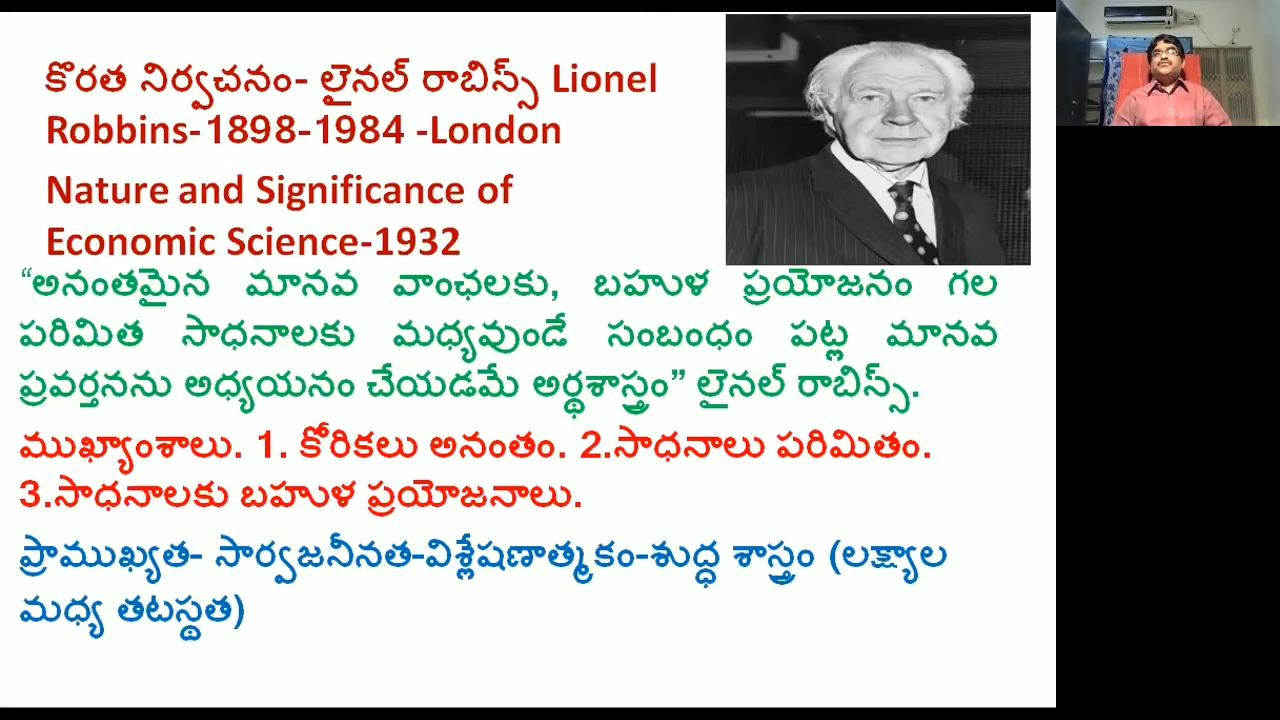 కొరత నిర్వచనం- లైనల్ రాబిన్స్ Lionel
Robbins-1898-1984 -London
Nature and Significance of
Economic Science-1932
“అనంతమైన మానవ వాంఛలకు, బహుళ ప్రయోజనం గల
పరిమిత సాధనాలకు మధ్యవుండే సంబంధం పట్ల మానవ
ప్రవర్తనను అధ్యయనం చేయడమే అర్థశాస్త్రం” లైనల్ రాబిన్స్.
ముఖ్యాంశాలు. 1. కోరికలు అనంతం. 2.సాధనాలు పరిమితం.
3.సాధనాలకు బహుళ ప్రయోజనాలు.
ప్రాముఖ్యత- సార్వజనీనత-విశ్లేషణాత్మకం-శుద్ధ శాస్త్రం (లక్ష్యాల
మధ్య తటస్థత)